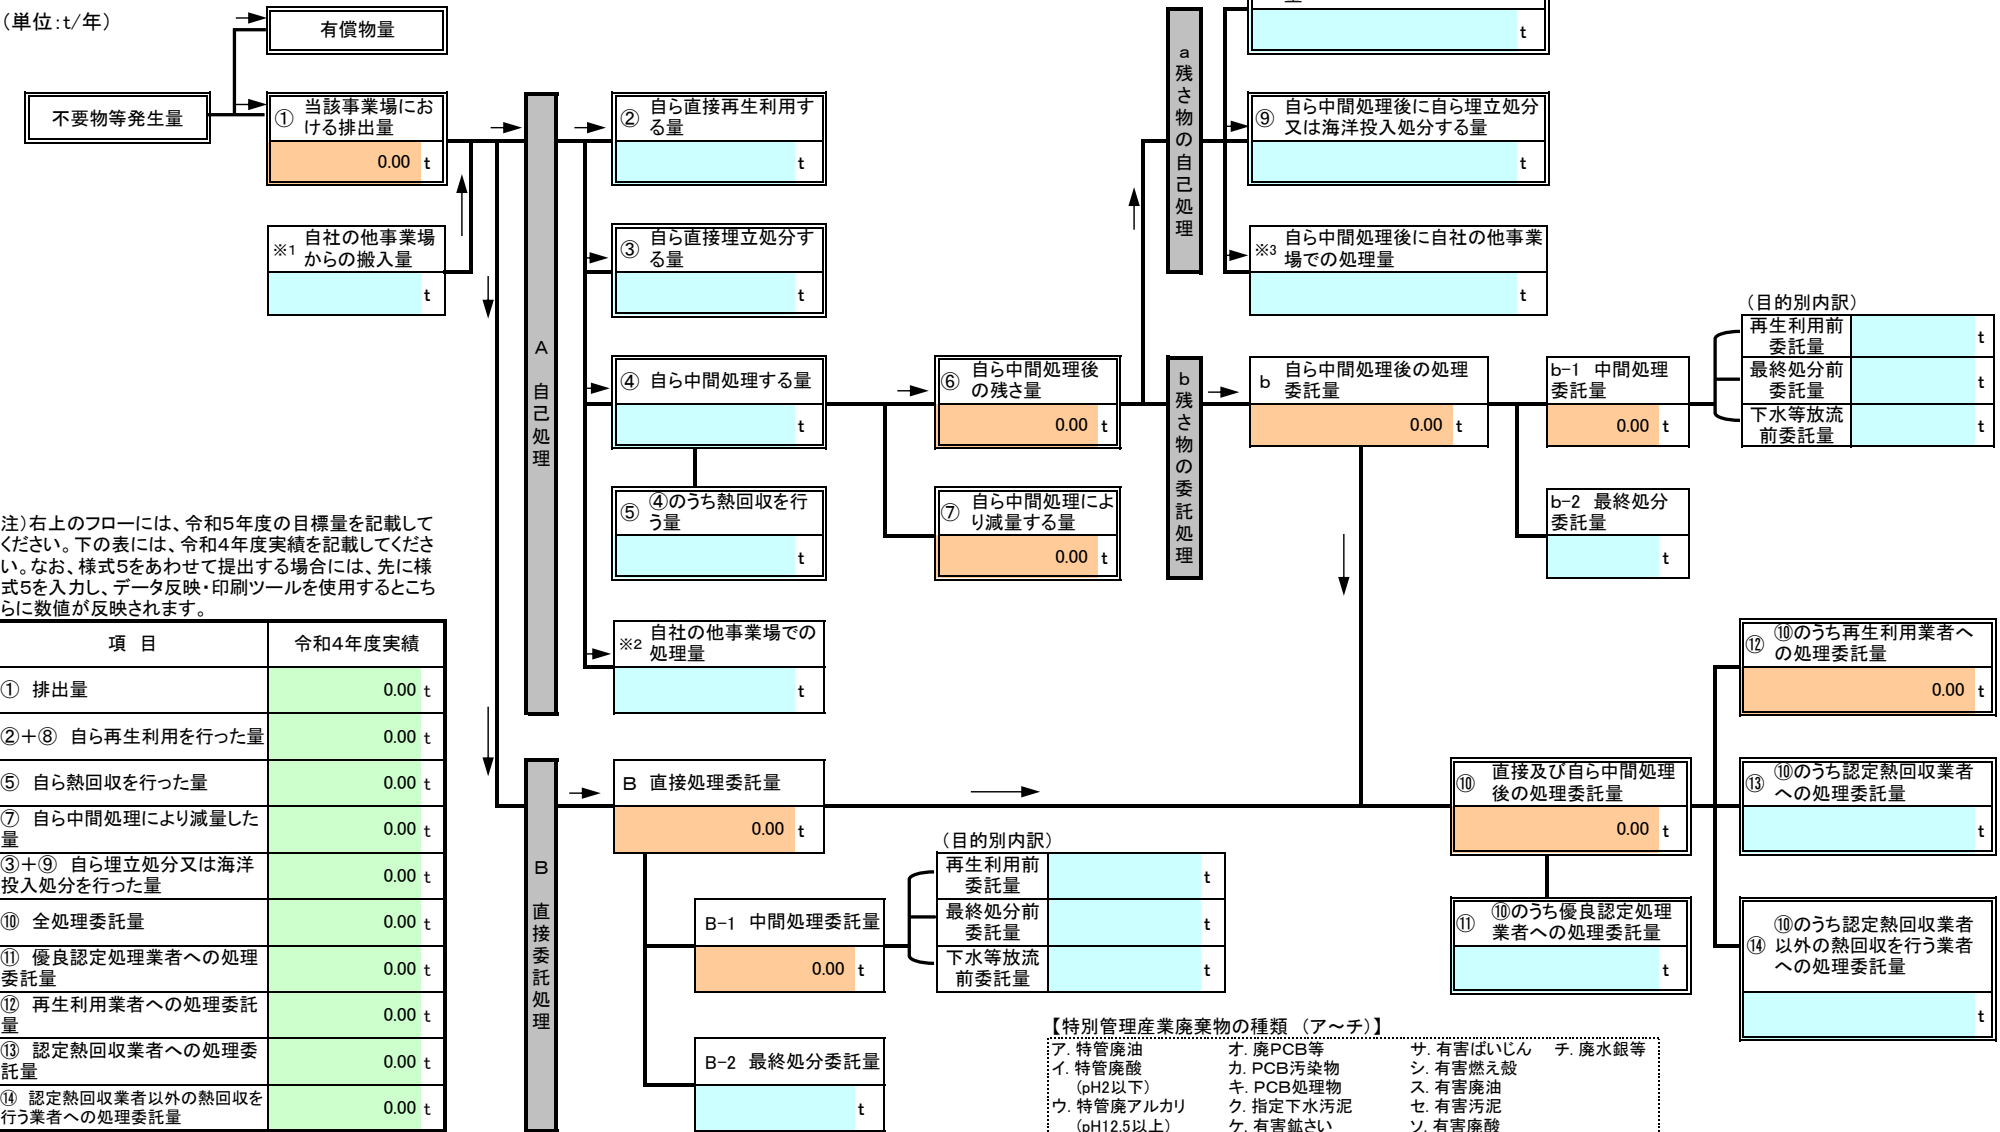 （単位：t/年）
有償物量
不要物等発生量
① 当該事業場にお
ける排出量
0.00 t
※1 自社の他事業場
からの搬入量
t
A 自己処理
② 自ら直接再生利用す
る量
t
③ 自ら直接埋立処分す
る量
t
④ 自ら中間処理する量
t
⑤ ④のうち熱回収を行
う量
t
※2 自社の他事業場での
処理量
t
⑥ 自ら中間処理後
の残さ量
0.00 t
⑦ 自ら中間処理によ
り減量する量
0.00 t
a 残さ物の自己処理
t
⑨ 自ら中間処理後に自ら埋立処分
又は海洋投入処分する量
t
※3 自ら中間処理後に自社の他事業
場での処理量
t
b 残さ物の委託処理
b 自ら中間処理後の処理
委託量
0.00 t
b-1 中間処理
委託量
0.00 t
（目的別内訳）
再生利用前
委託量
t
最終処分前
委託量
t
下水等放流
前委託量
t
b-2 最終処分
委託量
t
注）右上のフローには、令和5年度の目標量を記載して
ください。下の表には、令和4年度実績を記載してくださ
い。なお、様式5をあわせて提出する場合には、先に様
式5を入力し、データ反映・印刷ツールを使用するとこち
らに数値が反映されます。
項 目 令和4年度実績
① 排出量 0.00 t
②＋⑧ 自ら再生利用を行った量 0.00 t
⑤ 自ら熱回収を行った量 0.00 t
⑦ 自ら中間処理により減量した
量 0.00 t
③＋⑨ 自ら埋立処分又は海洋
投入処分を行った量 0.00 t
⑩ 全処理委託量 0.00 t
⑪ 優良認定処理業者への処理
委託量 0.00 t
⑫ 再生利用業者への処理委託
量 0.00 t
⑬ 認定熱回収業者への処理委
託量 0.00 t
⑭ 認定熱回収業者以外の熱回収を
行う業者への処理委託量 0.00 t
B 直接委託処理
B 直接処理委託量
0.00 t
B-1 中間処理委託量
0.00 t
（目的別内訳）
再生利用前
委託量
t
最終処分前
委託量
t
下水等放流
前委託量
t
B-2 最終処分委託量
t
⑩ 直接及び自ら中間処理
後の処理委託量
0.00 t
⑪ ⑩のうち優良認定処理
業者への処理委託量
t
⑫ ⑩のうち再生利用業者へ
の処理委託量
0.00 t
⑬ ⑩のうち認定熱回収業者
への処理委託量
t
⑭ ⑩のうち認定熱回収業者
以外の熱回収を行う業者
への処理委託量
t
【特別管理産業廃棄物の種類 （ア～チ）】
ア. 特管廃油 オ. 廃PCB等 サ. 有害ばいじん チ. 廃水銀等
イ. 特管廃酸 カ. PCB汚染物 シ. 有害燃え殻
（pH2以下） キ. PCB処理物 ス. 有害廃油
ウ. 特管廃アルカリ ク. 指定下水汚泥 セ. 有害汚泥
（pH12.5以上） ケ. 有害鉱さい ソ. 有害廃酸